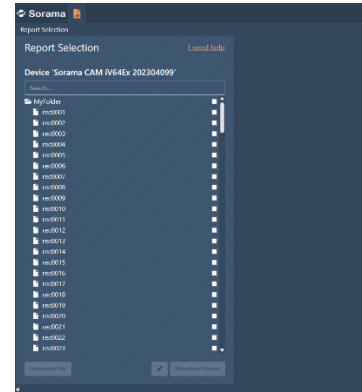 Sorama
Report Selection
Report Selection
I need help
Device 'Sorama CAM iV64Ex 202304099'
Search...
MyFolder
rec0001
rec0002
rec0003
rec0004
rec0005
rec0006
rec0007
rec0008
rec0009
rec0010
rec0011
rec0012
rec0013
rec0014
rec0015
rec0016
rec0017
rec0018
rec0019
rec0020
rec0021
rec0022
rec0023
Download File
Download Report